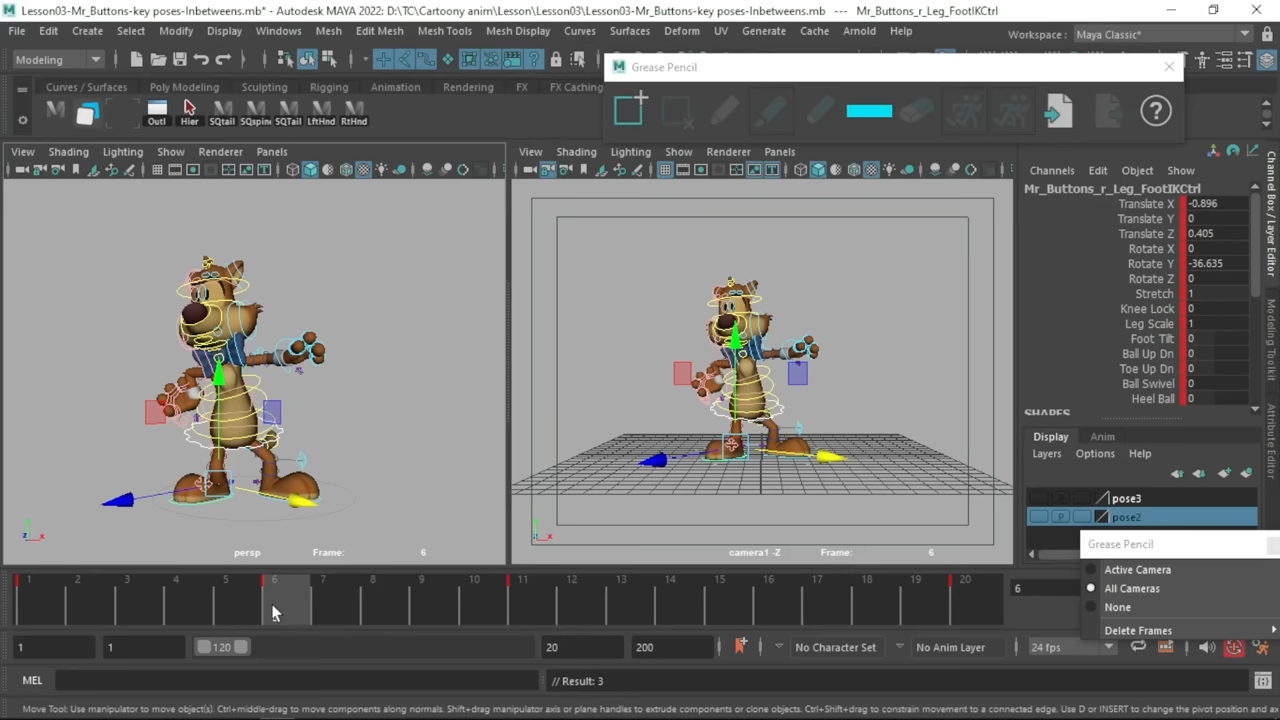 Lesson03-Mr_Buttons-key poses-Inbetweens.mb* - Autodesk MAYA 2022: D:\TC\Cartoony anim\Lesson\Lesson03\Lesson03-Mr_Buttons-key poses-Inbetweens.mb --- Mr_Buttons_r_Leg_FootIKCtrl
File Edit Create Select Modify Display Windows Mesh Edit Mesh Mesh Tools Mesh Display Curves Surfaces Deform UV Generate Cache Arnold Help Workspace : Maya Classic*
Modeling
Grease Pencil
Curves / Surfaces Poly Modeling Sculpting Rigging Animation Rendering FX FX Caching
Outl Hier SQtail SQspine SQTail LftHnd RtHnd
View Shading Lighting Show Renderer Panels
View Shading Lighting Show Renderer Panels
Channels Edit Object Show
Mr_Buttons_r_Leg_FootIKCtrl
Translate X -0.896
Translate Y 0
Translate Z 0.405
Rotate X 0
Rotate Y -36.635
Rotate Z 0
Stretch 1
Knee Lock 0
Leg Scale 1
Foot Tilt 0
Ball Up Dn 0
Toe Up Dn 0
Ball Swivel 0
Heel Ball 0
SHAPES
Channel Box / Layer Editor
Modeling Toolkit
Attribute Editor
Display Anim
Layers Options Help
pose3
P pose2
Grease Pencil
Active Camera
All Cameras
None
Delete Frames
persp Frame: 6
camera1 -Z Frame: 6
1 2 3 4 5 6 7 8 9 10 11 12 13 14 15 16 17 18 19 20
6
1 1 120 20 200 No Character Set No Anim Layer 24 fps
MEL // Result: 3
Move Tool: Use manipulator to move object(s). Ctrl+middle-drag to move components along normals. Shift+drag manipulator axis or plane handles to extrude components or clone objects. Ctrl+Shift+drag to constrain movement to a connected edge. Use D or INSERT to change the pivot position and